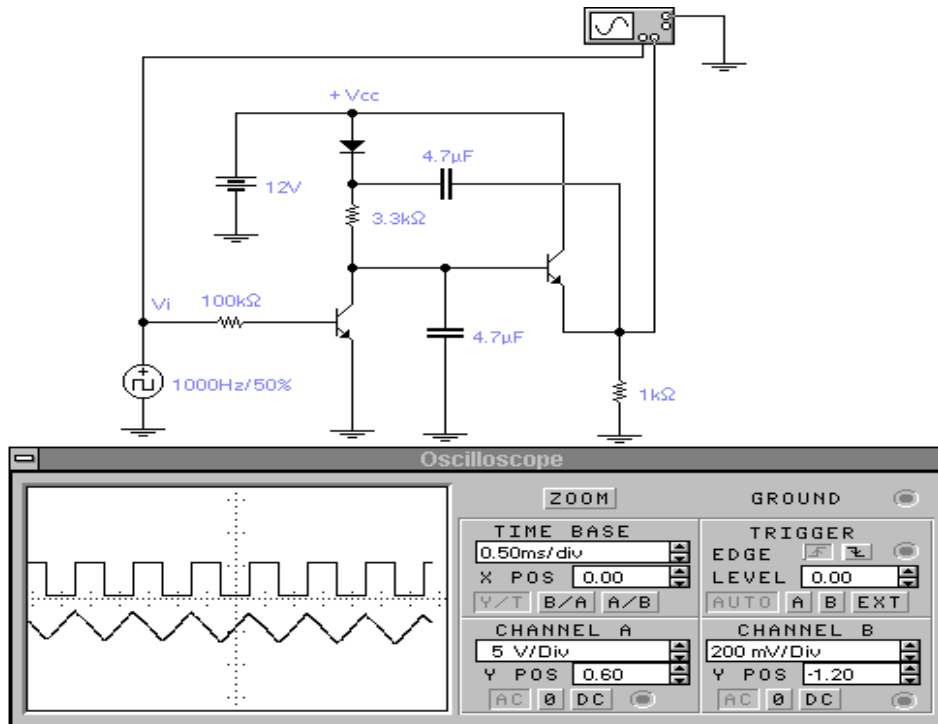 + Vcc
4.7µF
12V
3.3kΩ
Vi
100kΩ
4.7µF
1000Hz/50%
1kΩ
Oscilloscope
ZOOM
GROUND
TIME BASE
0.50ms/div
X POS 0.00
Y/T B/A A/B
TRIGGER
EDGE
LEVEL 0.00
AUTO A B EXT
CHANNEL A
5 V/Div
Y POS 0.60
AC 0 DC
CHANNEL B
200 mV/Div
Y POS -1.20
AC 0 DC